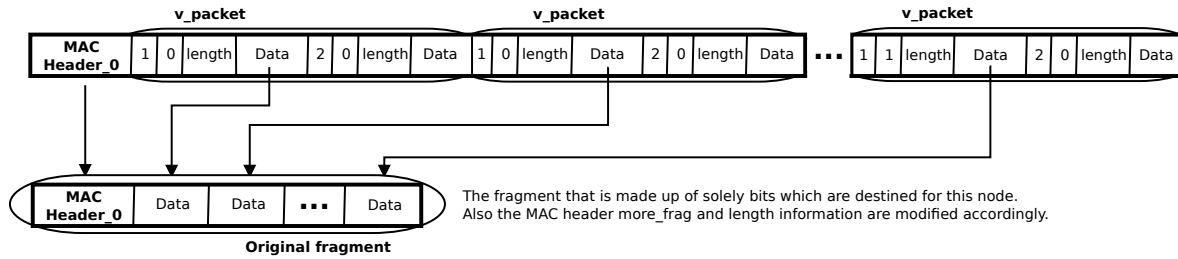 v_packet v_packet v_packet
MAC Header_0 1 0 length Data 2 0 length Data 1 0 length Data 2 0 length Data ... 1 1 length Data 2 0 length Data
MAC Header_0 Data Data ... Data
The fragment that is made up of solely bits which are destined for this node.
Also the MAC header more_frag and length information are modified accordingly.
Original fragment